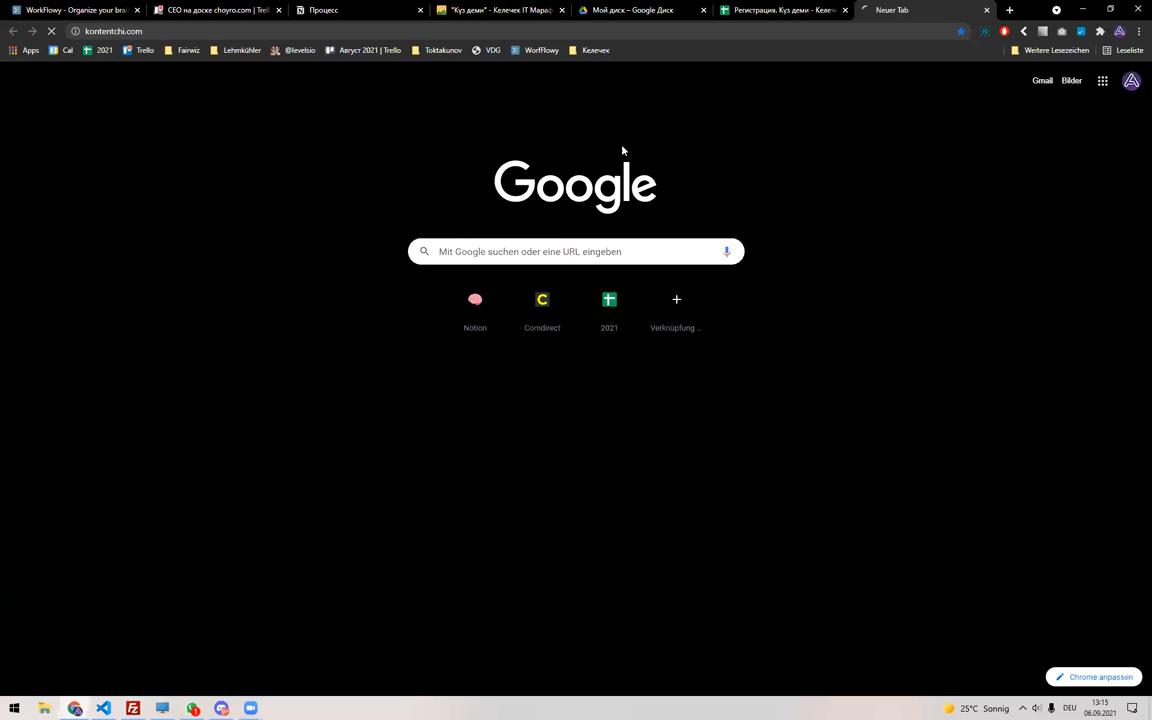 WorkFlowy - Organize your brai
CEO на доске choyro.com | Trell
Процесс
"Күз деми" - Келечек IT Мараф
Мой диск – Google Диск
Регистрация. Күз деми - Келеч
Neuer Tab
kontentchi.com
Apps
Cal
2021
Trello
Fairwiz
Lehmkühler
@levelsio
Август 2021 | Trello
Toktakunov
VDG
WorfFlowy
Келечек
Weitere Lesezeichen
Leseliste
Gmail
Bilder
Google
Mit Google suchen oder eine URL eingeben
Notion
Comdirect
2021
Verknüpfung ...
Chrome anpassen
25°C Sonnig
DEU
13:15
06.09.2021